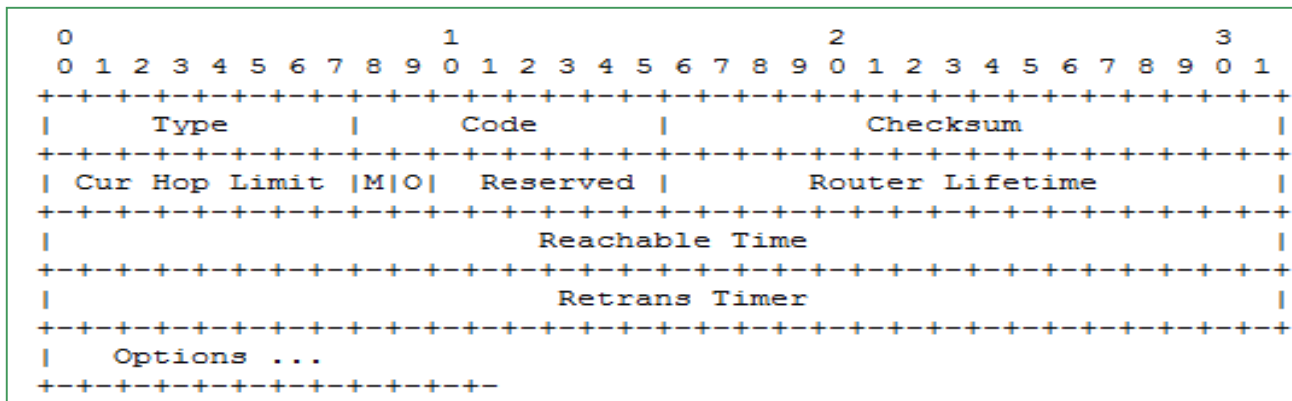 0                   1                   2                   3
 0 1 2 3 4 5 6 7 8 9 0 1 2 3 4 5 6 7 8 9 0 1 2 3 4 5 6 7 8 9 0 1
+-+-+-+-+-+-+-+-+-+-+-+-+-+-+-+-+-+-+-+-+-+-+-+-+-+-+-+-+-+-+-+-+
|     Type      |     Code      |          Checksum             |
+-+-+-+-+-+-+-+-+-+-+-+-+-+-+-+-+-+-+-+-+-+-+-+-+-+-+-+-+-+-+-+-+
| Cur Hop Limit |M|O|  Reserved |       Router Lifetime         |
+-+-+-+-+-+-+-+-+-+-+-+-+-+-+-+-+-+-+-+-+-+-+-+-+-+-+-+-+-+-+-+-+
|                         Reachable Time                        |
+-+-+-+-+-+-+-+-+-+-+-+-+-+-+-+-+-+-+-+-+-+-+-+-+-+-+-+-+-+-+-+-+
|                          Retrans Timer                        |
+-+-+-+-+-+-+-+-+-+-+-+-+-+-+-+-+-+-+-+-+-+-+-+-+-+-+-+-+-+-+-+-+
|   Options ...
+-+-+-+-+-+-+-+-+-+-+-+-